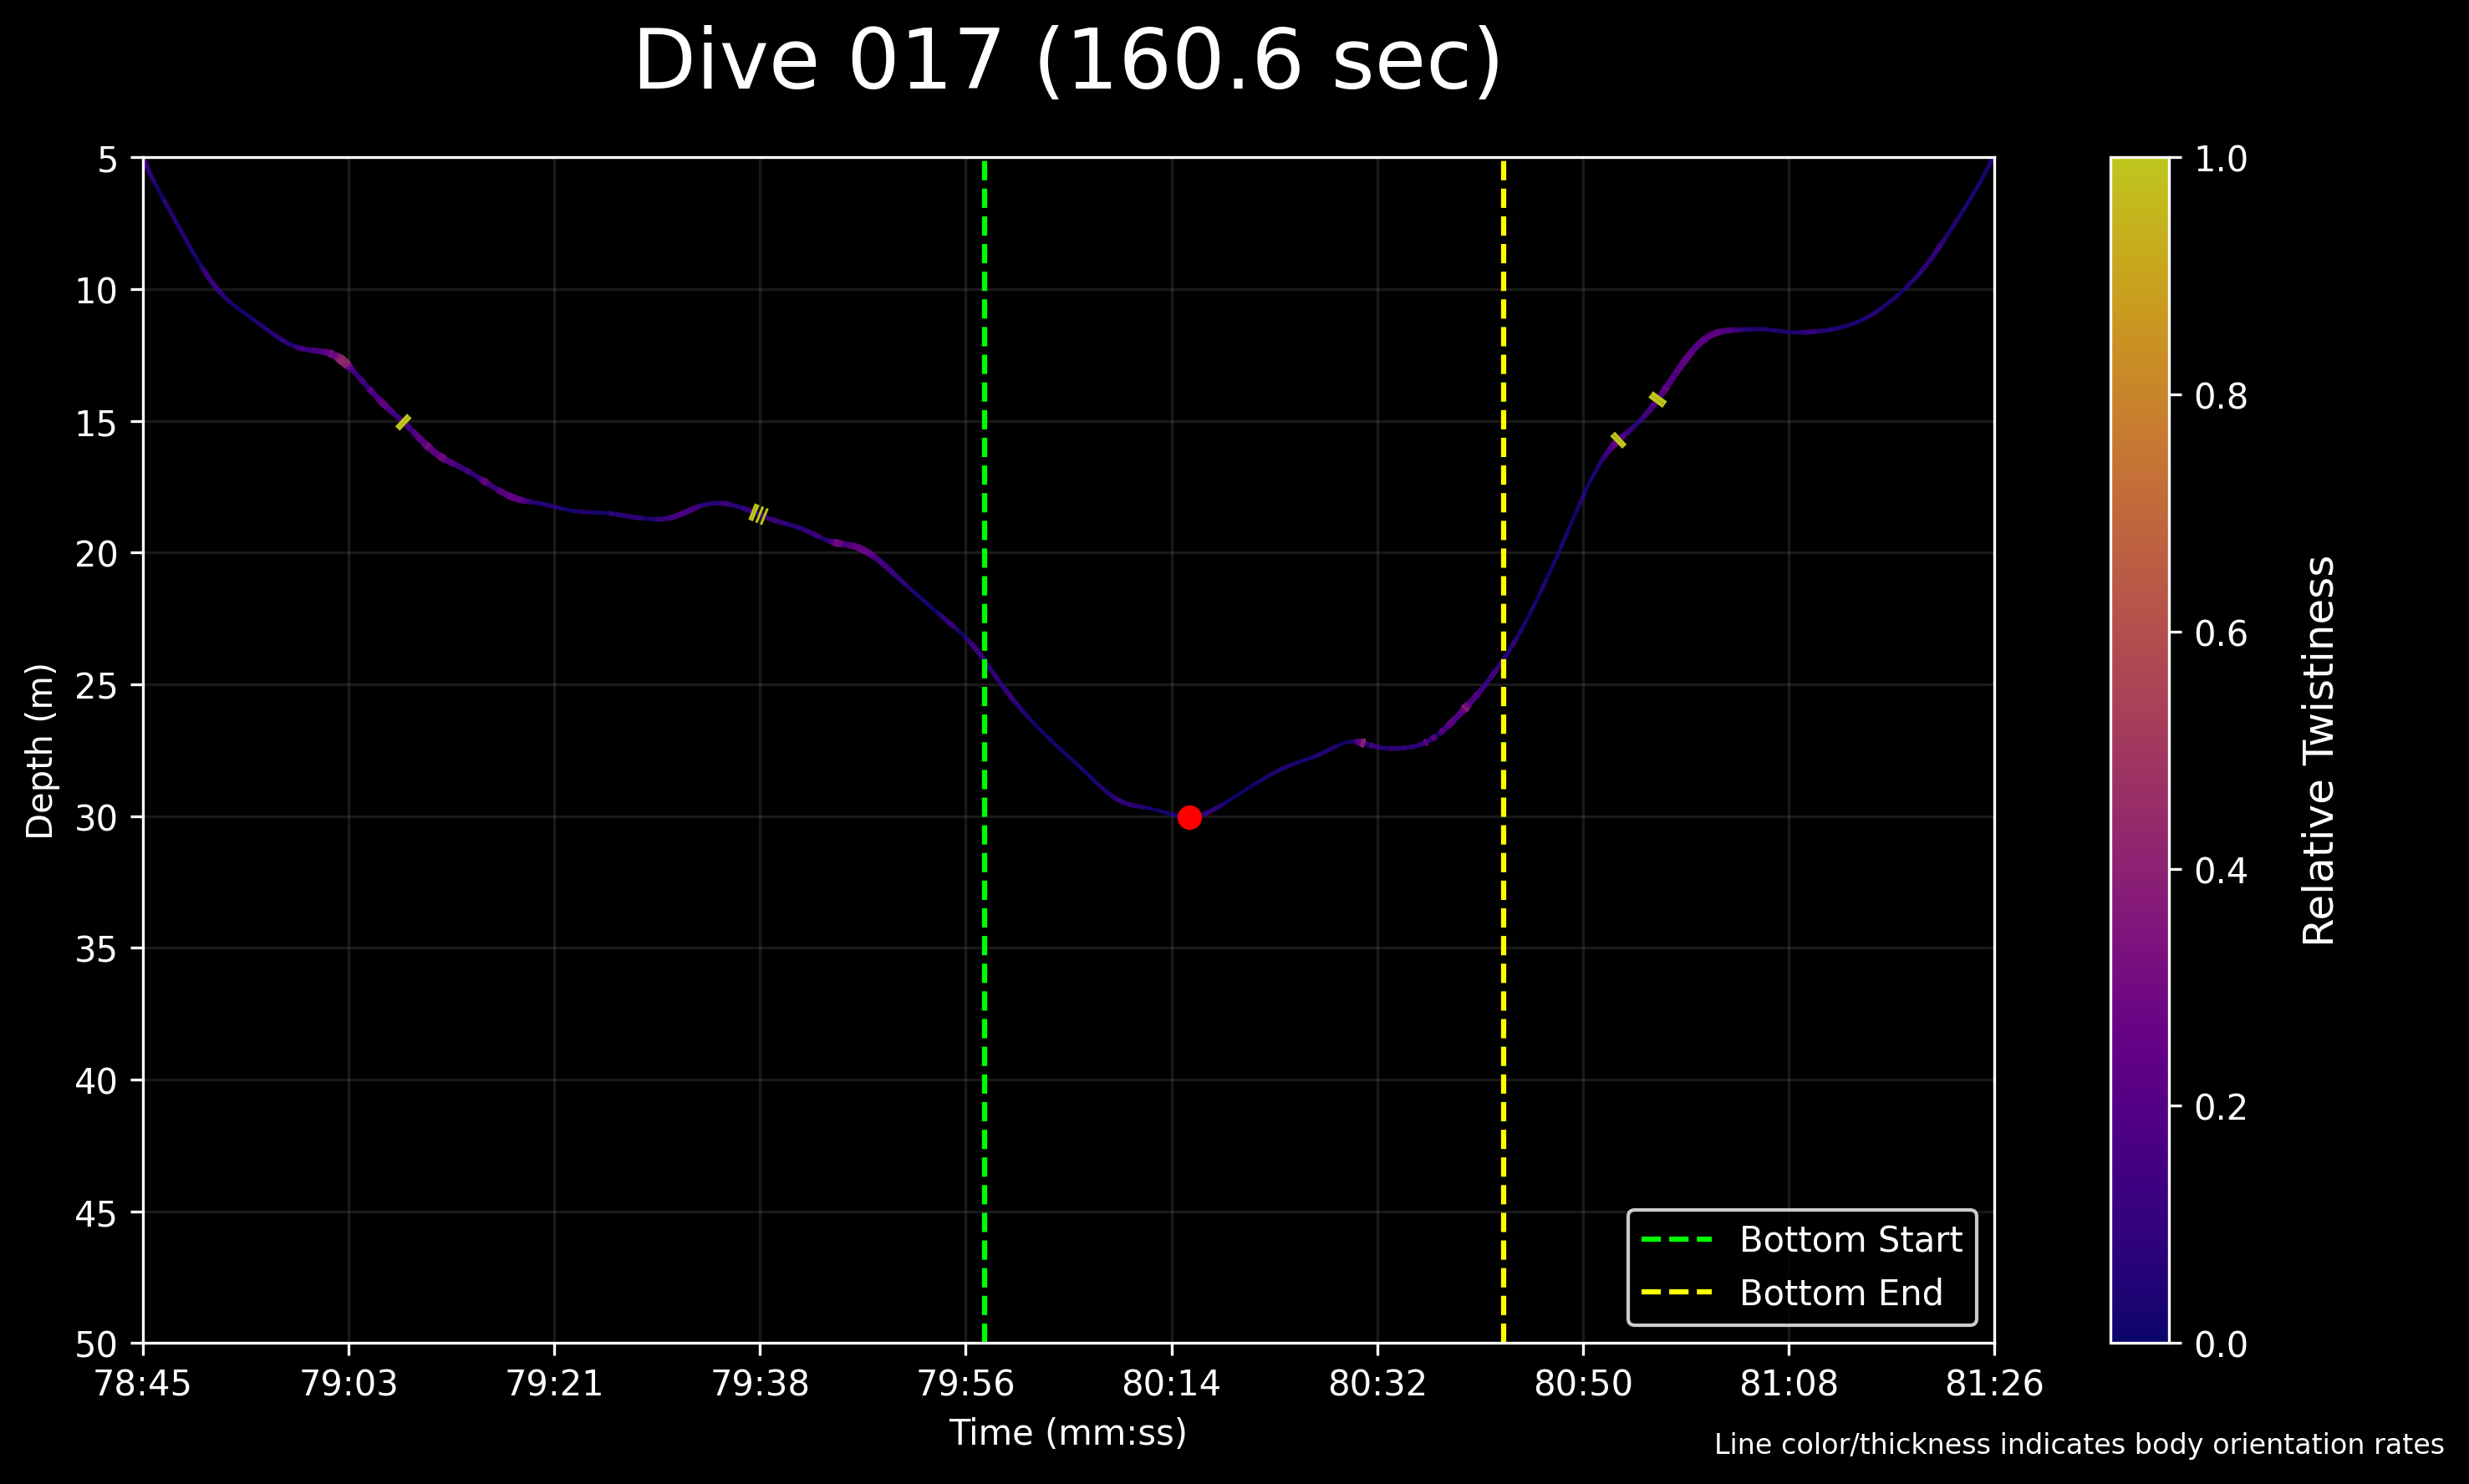 Dive 017 (160.6 sec)
5
10
15
20
25
30
35
40
45
50
Depth (m)
78:45 79:03 79:21 79:38 79:56 80:14 80:32 80:50 81:08 81:26
Time (mm:ss)
Bottom Start
Bottom End
1.0
0.8
0.6
0.4
0.2
0.0
Relative Twistiness
Line color/thickness indicates body orientation rates